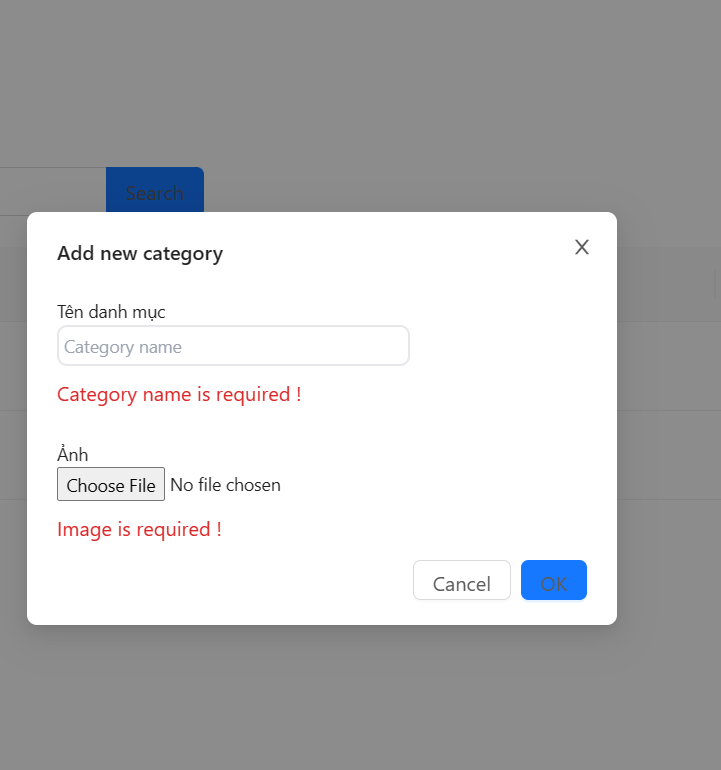 Search
Add new category
Tên danh mục
Category name
Category name is required !
Ảnh
Choose File No file chosen
Image is required !
Cancel OK